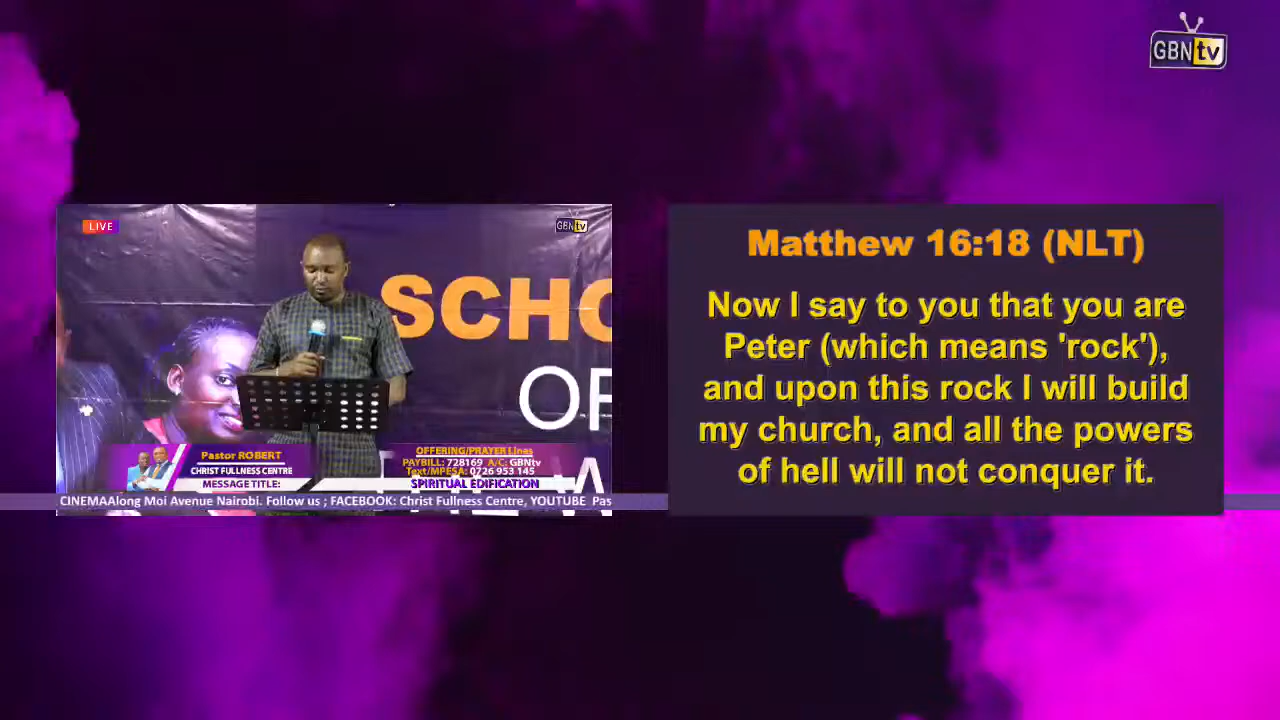 GBNtv
LIVE
GBNtv
SCHO
OF
Pastor ROBERT
CHRIST FULLNESS CENTRE
MESSAGE TITLE:
OFFERING/PRAYER Lines
PAYBILL: 728169 A/C: GBNtv
Text/MPESA: 0726 953 145
SPIRITUAL EDIFICATION
CINEMAAlong Moi Avenue Nairobi. Follow us ; FACEBOOK: Christ Fullness Centre, YOUTUBE Pas
Matthew 16:18 (NLT)
Now I say to you that you are
Peter (which means 'rock'),
and upon this rock I will build
my church, and all the powers
of hell will not conquer it.